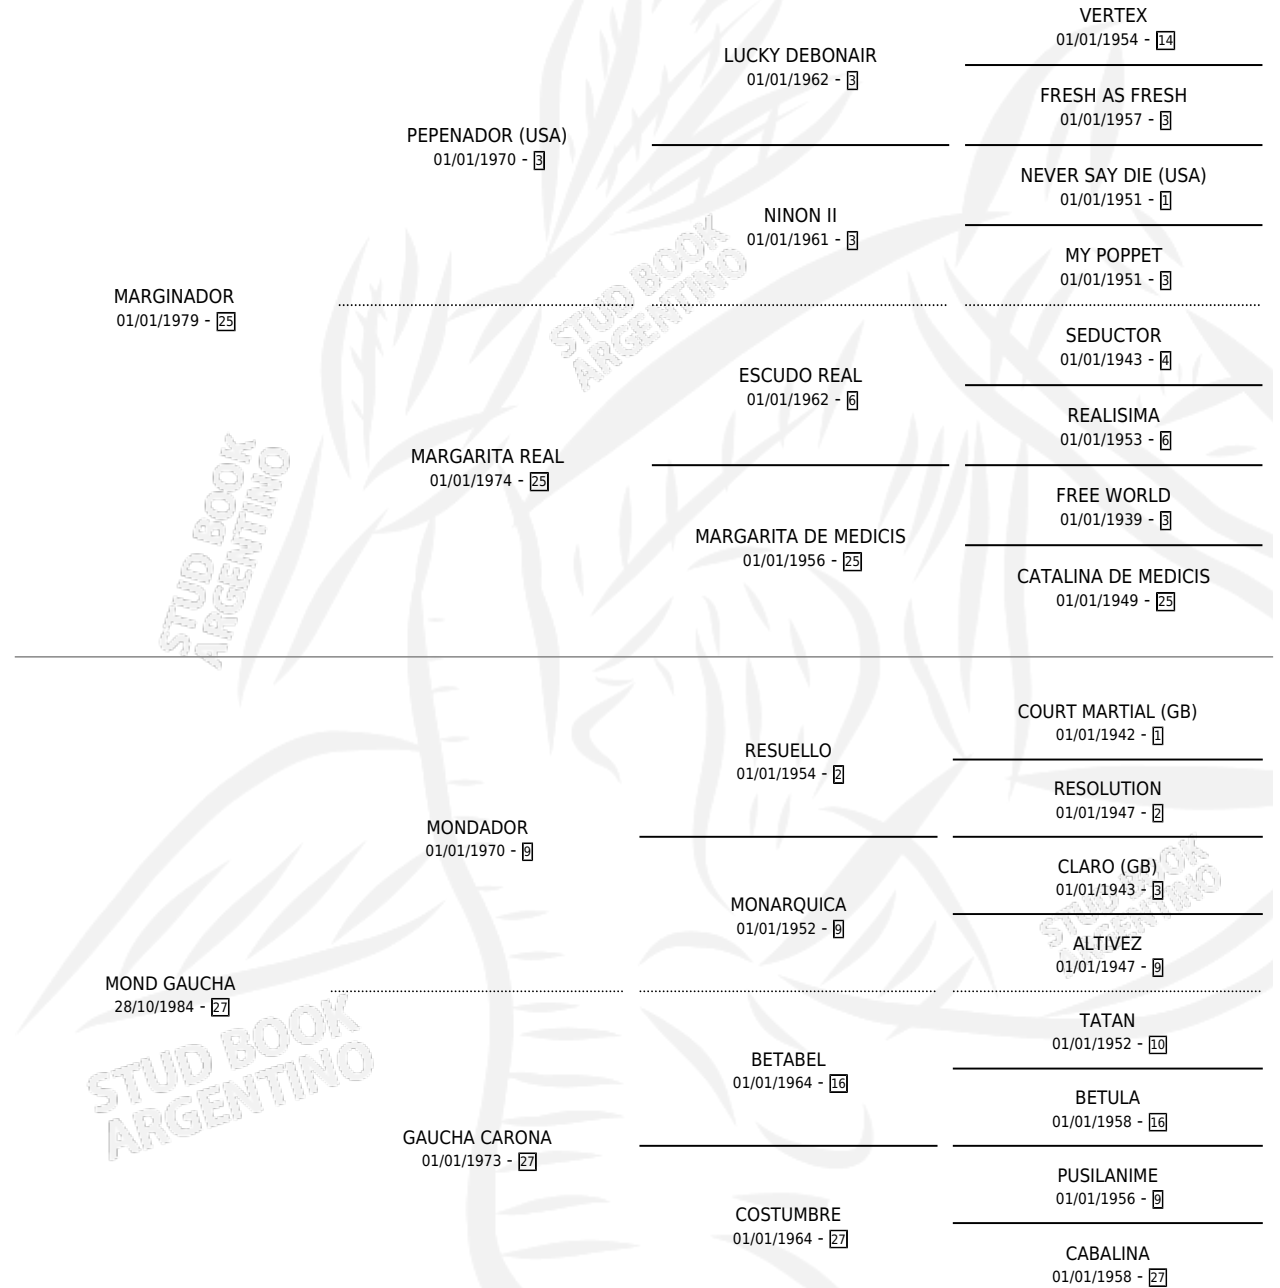 VERTEX
01/01/1954 - 14
LUCKY DEBONAIR
01/01/1962 - 3
FRESH AS FRESH
01/01/1957 - 3
PEPENADOR (USA)
01/01/1970 - 3
NEVER SAY DIE (USA)
01/01/1951 - 1
NINON II
01/01/1961 - 3
MY POPPET
01/01/1951 - 3
MARGINADOR
01/01/1979 - 25
SEDUCTOR
01/01/1943 - 4
ESCUDO REAL
01/01/1962 - 6
REALISIMA
01/01/1953 - 6
MARGARITA REAL
01/01/1974 - 25
FREE WORLD
01/01/1939 - 3
MARGARITA DE MEDICIS
01/01/1956 - 25
CATALINA DE MEDICIS
01/01/1949 - 25
COURT MARTIAL (GB)
01/01/1942 - 1
RESUELLO
01/01/1954 - 2
RESOLUTION
01/01/1947 - 2
MONDADOR
01/01/1970 - 9
CLARO (GB)
01/01/1943 - 3
MONARQUICA
01/01/1952 - 9
ALTIVEZ
01/01/1947 - 9
MOND GAUCHA
28/10/1984 - 27
TATAN
01/01/1952 - 10
BETABEL
01/01/1964 - 16
BETULA
01/01/1958 - 16
GAUCHA CARONA
01/01/1973 - 27
PUSILANIME
01/01/1956 - 9
COSTUMBRE
01/01/1964 - 27
CABALINA
01/01/1958 - 27
STUD BOOK
ARGENTINO
STUD BOOK
ARGENTINO
STUD BOOK
ARGENTINO
STUD BOOK
ARGENTINO